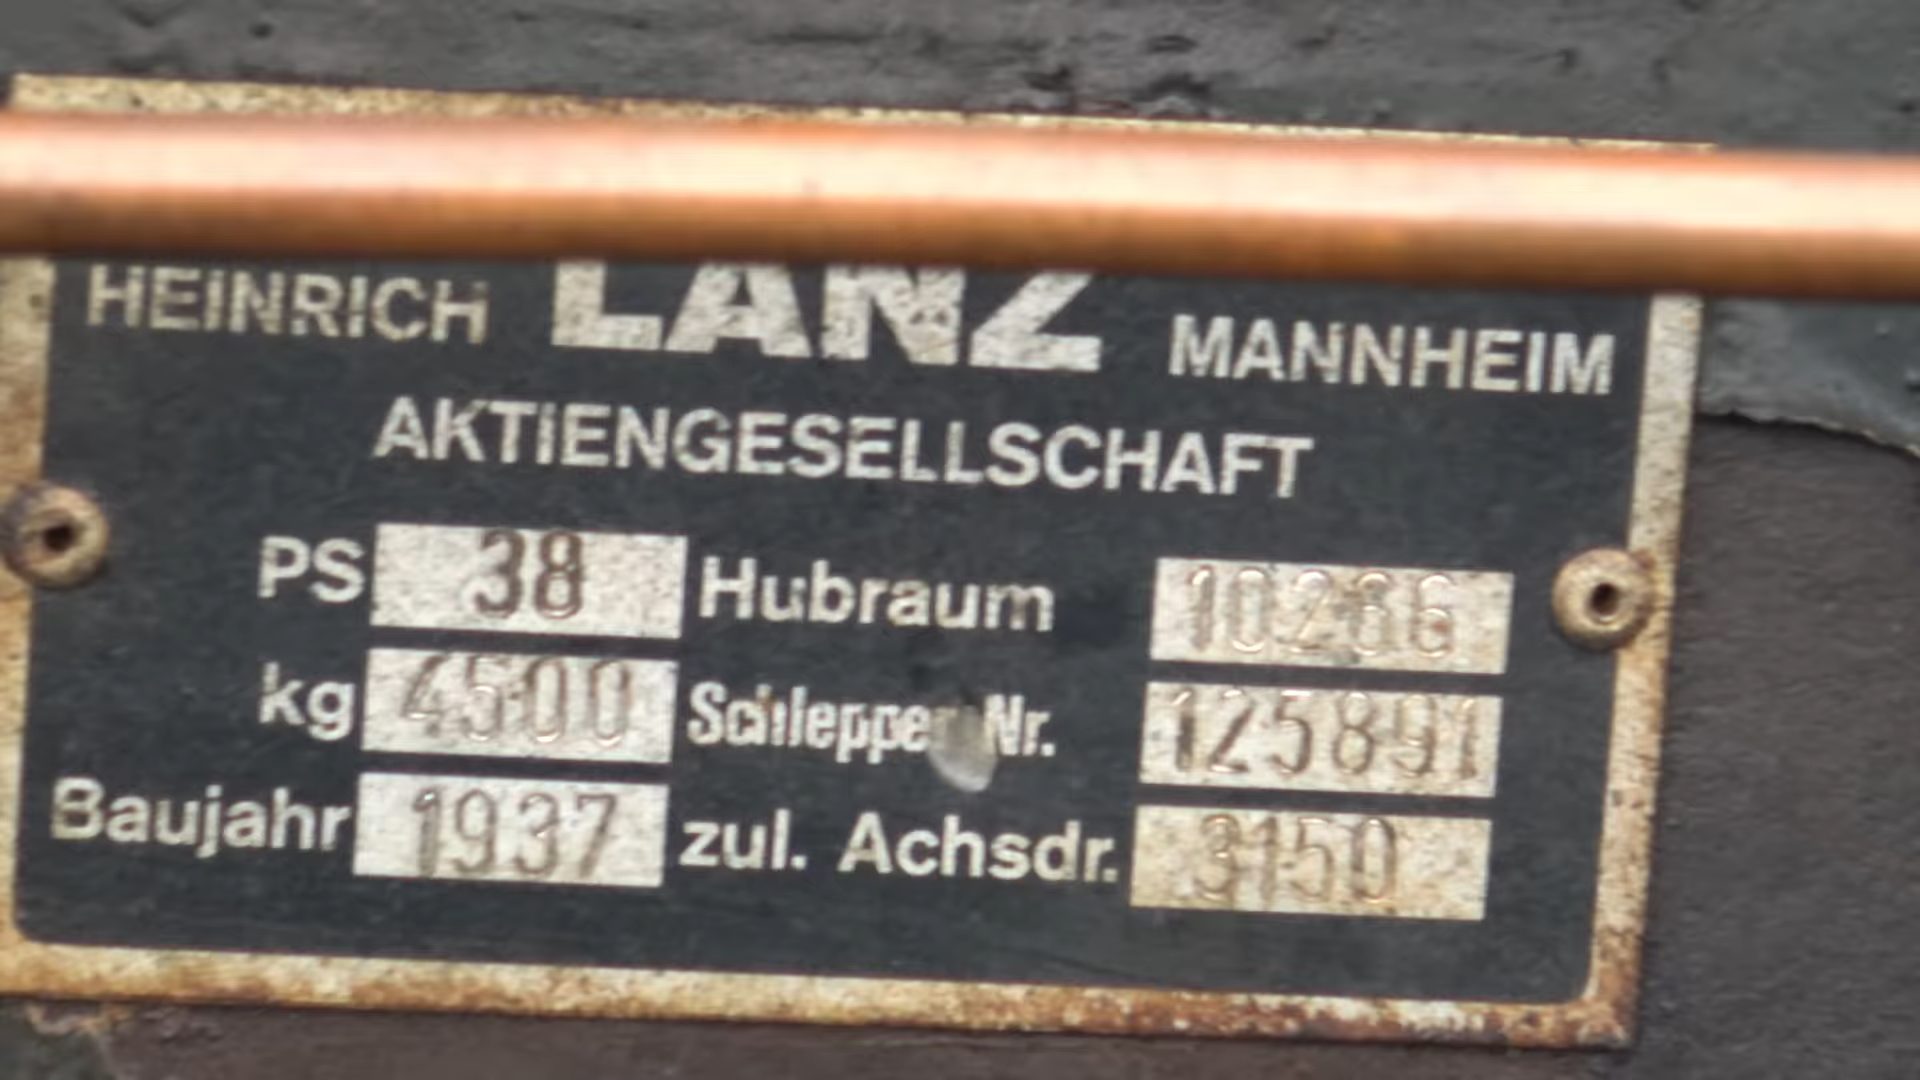 HEINRICH LANZ MANNHEIM
AKTIENGESELLSCHAFT
PS 38 Hubraum 10266
kg 4500 Schlepper Nr. 125891
Baujahr 1937 zul. Achsdr. 3150